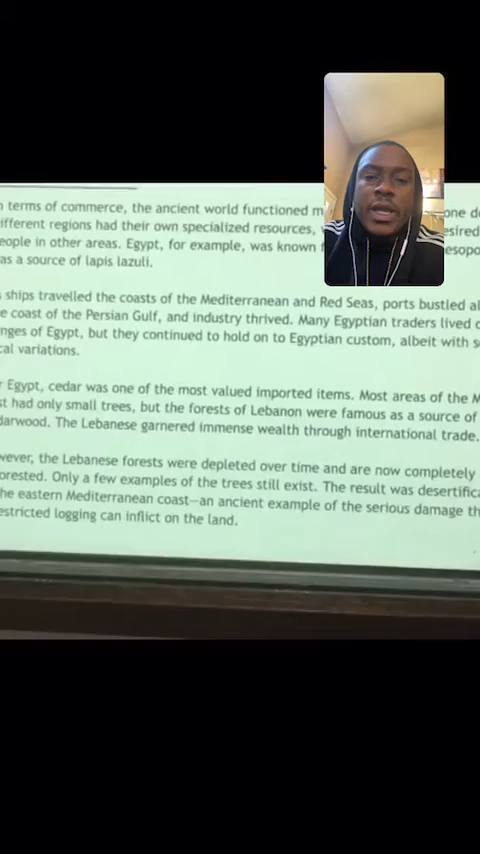 terms of commerce, the ancient world functioned
ifferent regions had their own specialized resources,
eople in other areas. Egypt, for example, was known
as a source of lapis lazuli.
ships travelled the coasts of the Mediterranean and Red Seas, ports bustled
e coast of the Persian Gulf, and industry thrived. Many Egyptian traders lived
nges of Egypt, but they continued to hold on to Egyptian custom, albeit with
cal variations.
Egypt, cedar was one of the most valued imported items. Most areas of the
st had only small trees, but the forests of Lebanon were famous as a source of
darwood. The Lebanese garnered immense wealth through international trade.
wever, the Lebanese forests were depleted over time and are now completely
orested. Only a few examples of the trees still exist. The result was desertific
he eastern Mediterranean coast—an ancient example of the serious damage th
estricted logging can inflict on the land.